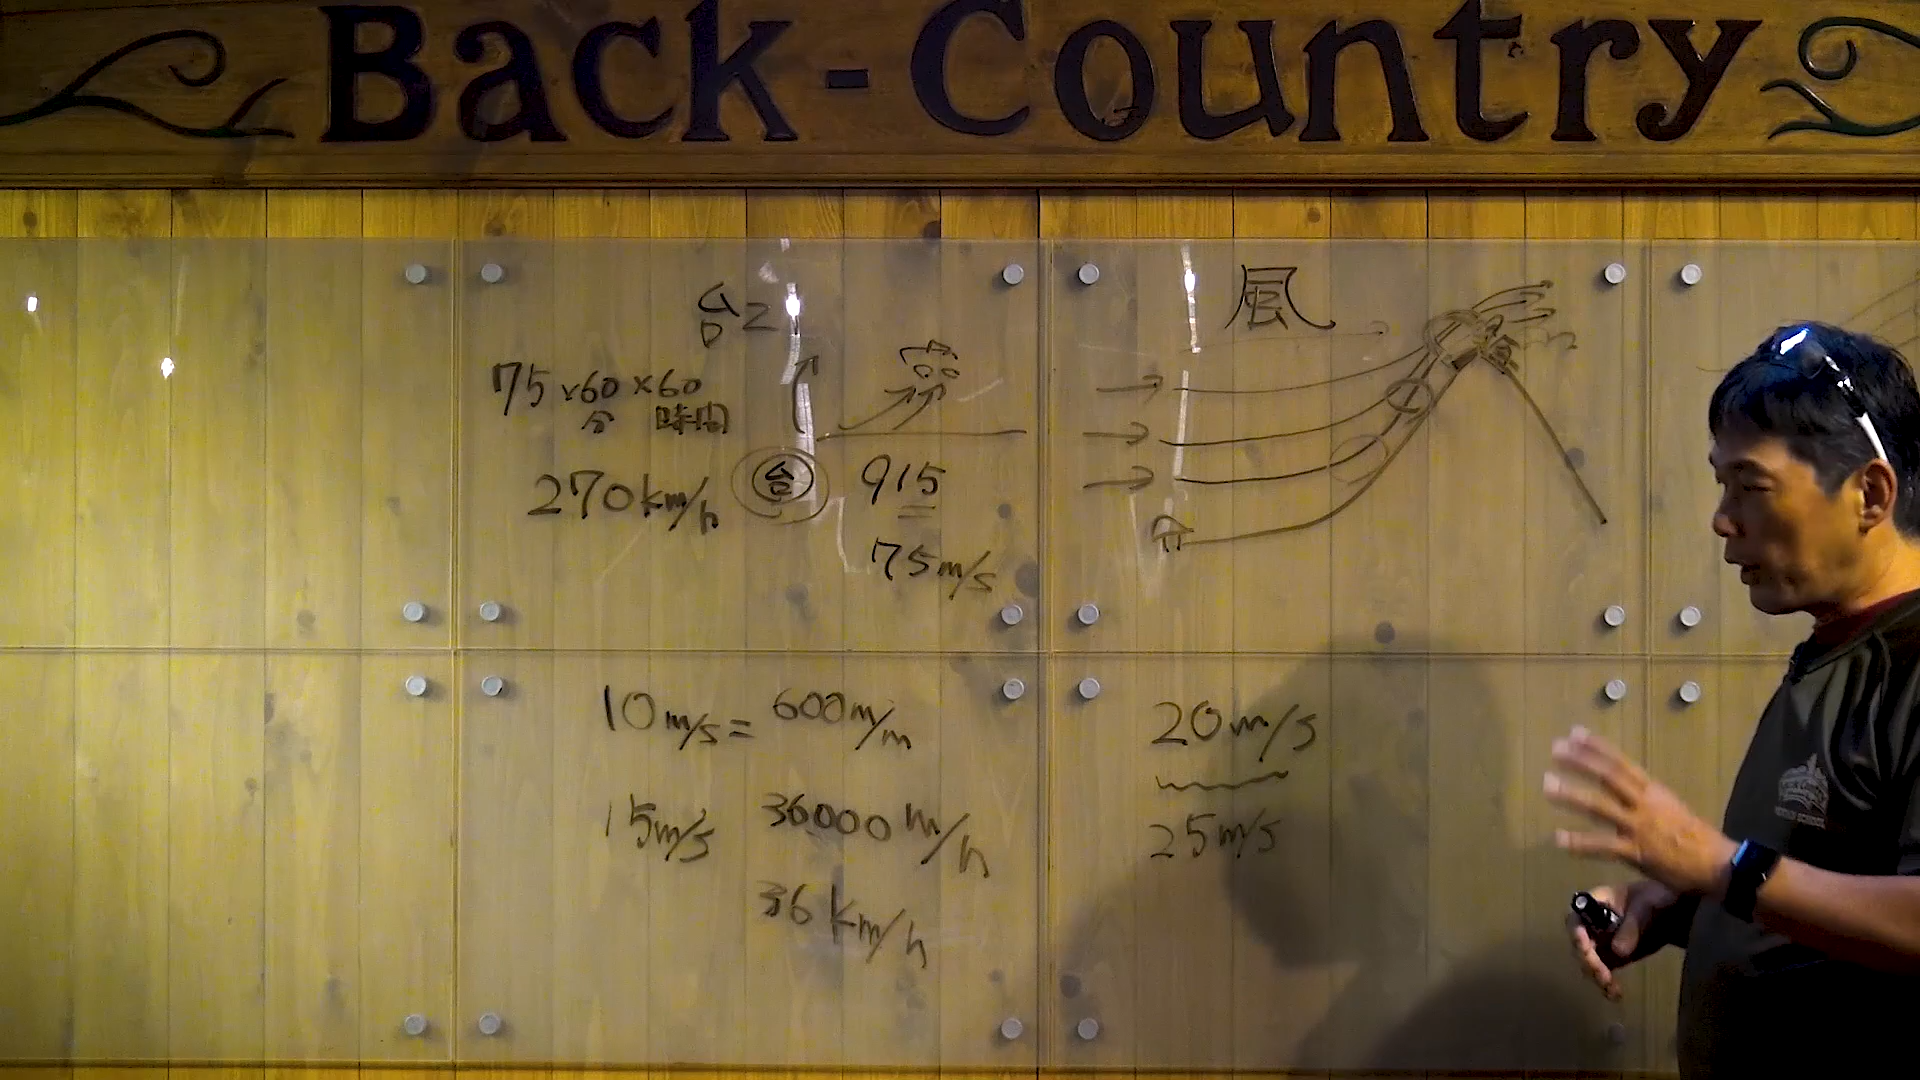 Back-Country
台2
75×60×60
分 時間
270km/h
台
915
75m/s
風
10m/s = 600m/m
15m/s
36000m/h
36km/h
20m/s
25m/s